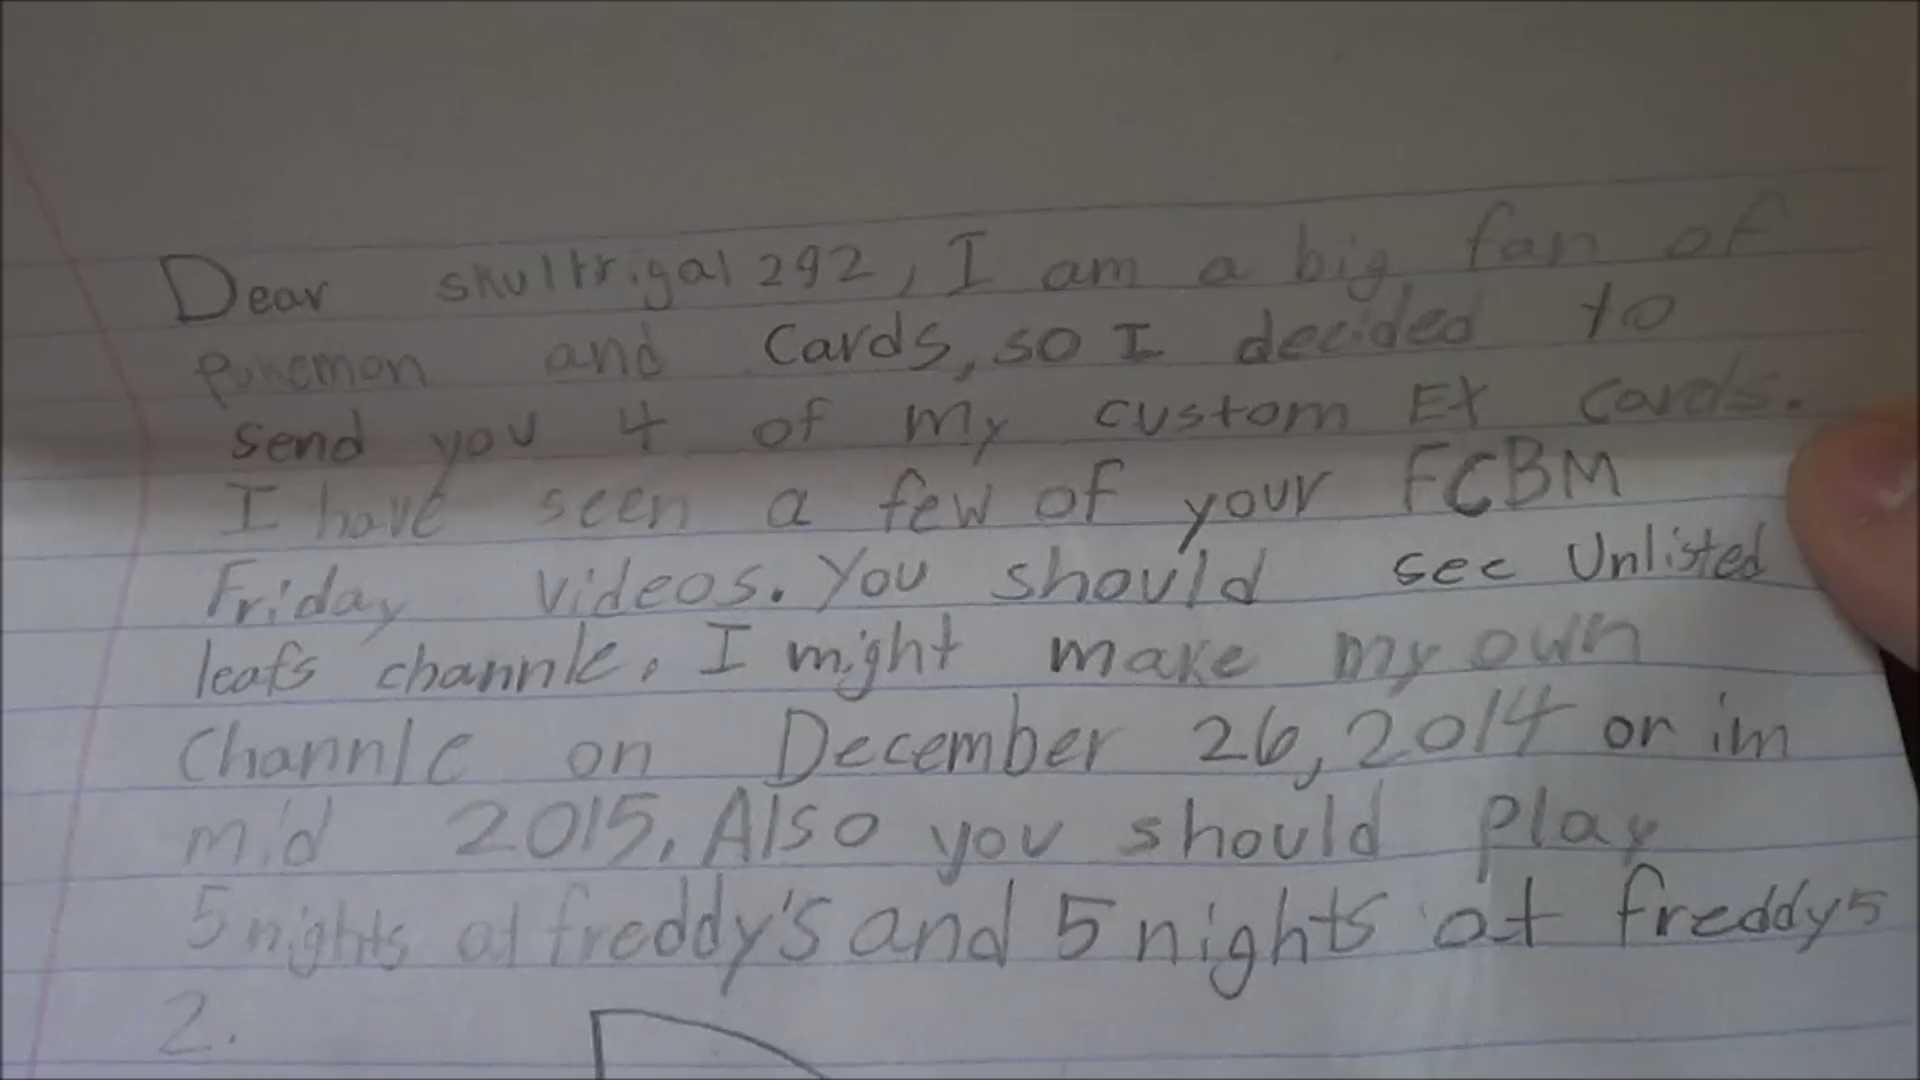 Dear skulltrigal292, I am a big fan of
pokemon and Cards, so I decided to
send you 4 of my custom EX cards.
I have seen a few of your FCBM
Friday videos. You should see Unlisted
leafs channle. I might make my own
Channle on December 26, 2014 or im
mid 2015. Also you should play
5 nights at freddy's and 5 nights at freddys
2.